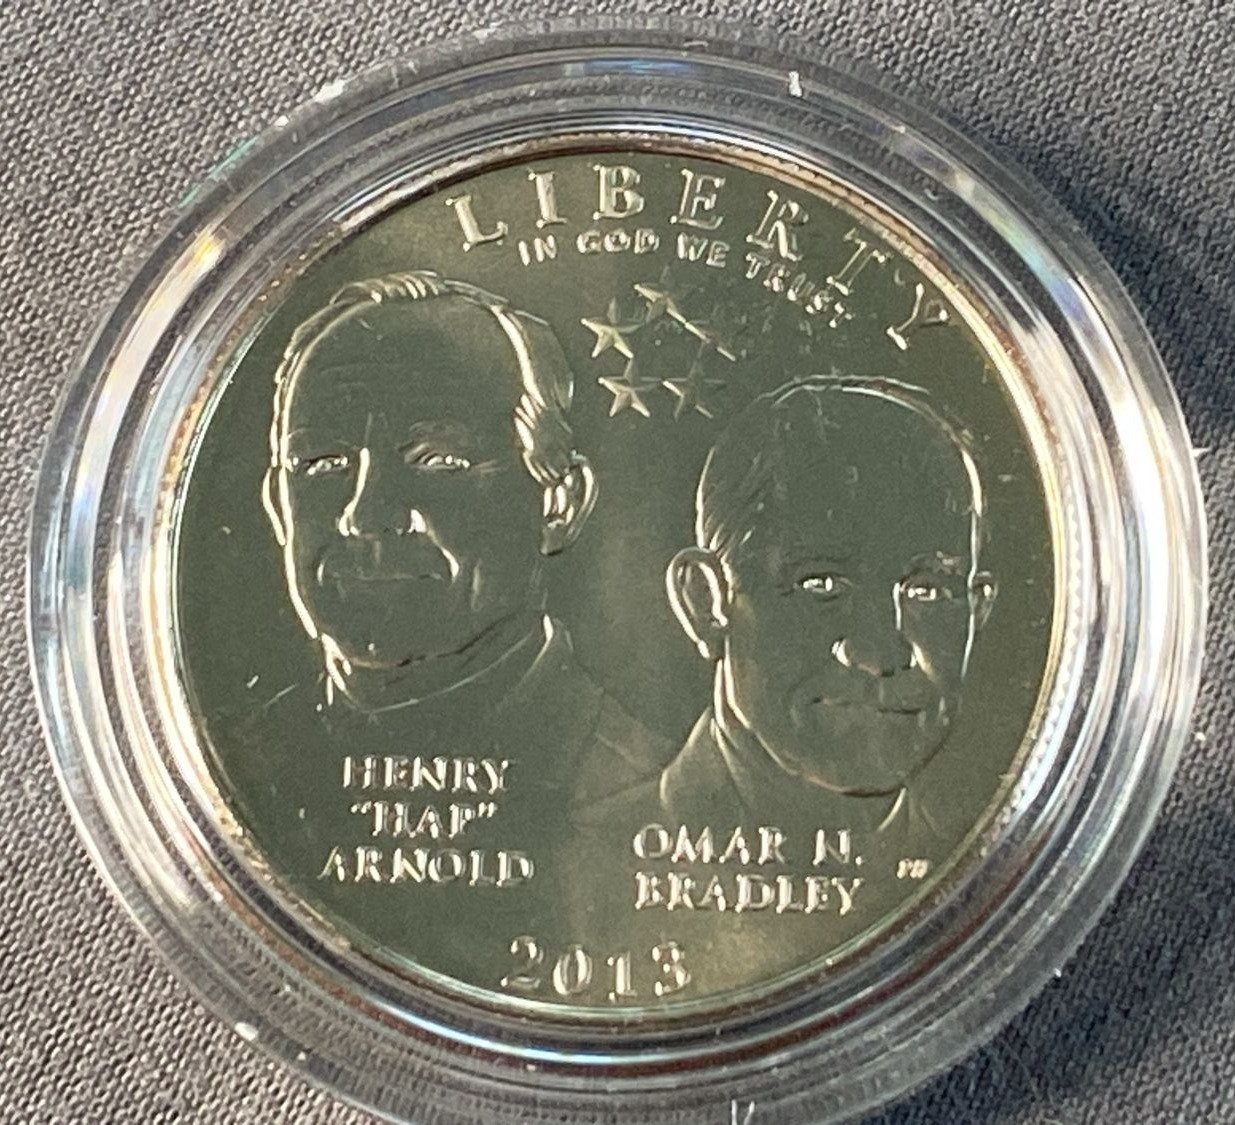 LIBERTY
IN GOD WE TRUST
HENRY
"HAP"
ARNOLD
OMAR N.
BRADLEY
2013